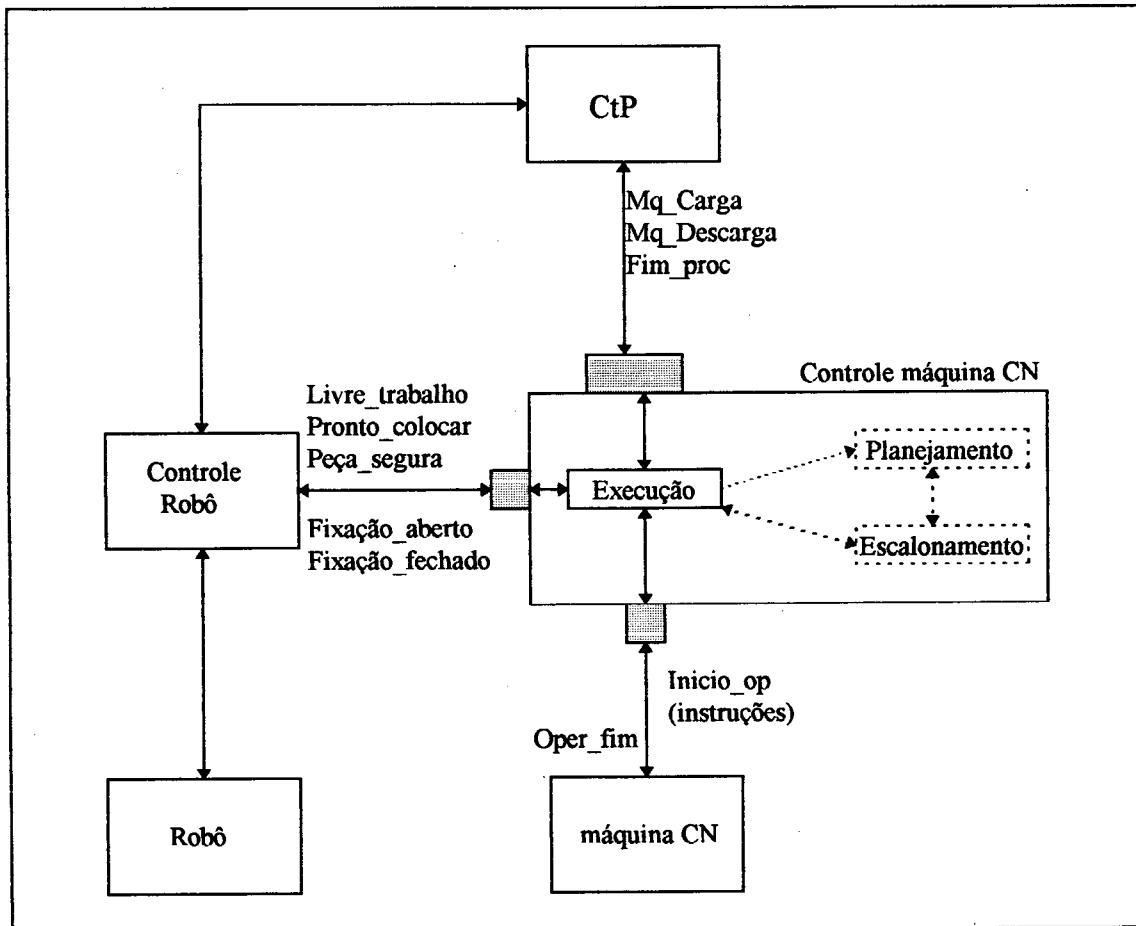 CtP
Mq_Carga
Mq_Descarga
Fim_proc
Controle máquina CN
Livre_trabalho
Pronto_colocar
Peça_segura
Controle
Robô
Execução
Planejamento
Escalonamento
Fixação_aberto
Fixação_fechado
Inicio_op
(instruções)
Oper_fim
Robô
máquina CN